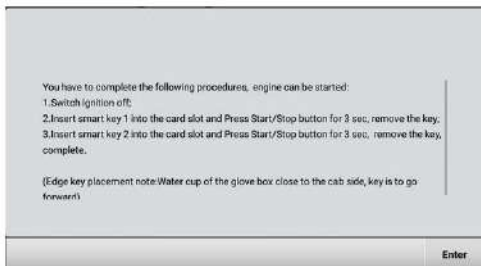 You have to complete the following procedures, engine can be started:
1.Switch ignition off;
2.Insert smart key 1 into the card slot and Press Start/Stop button for 3 sec, remove the key;
3.Insert smart key 2 into the card slot and Press Start/Stop button for 3 sec, remove the key,
complete.
(Edge key placement note:Water cup of the glove box close to the cab side, key is to go
forward)
Enter